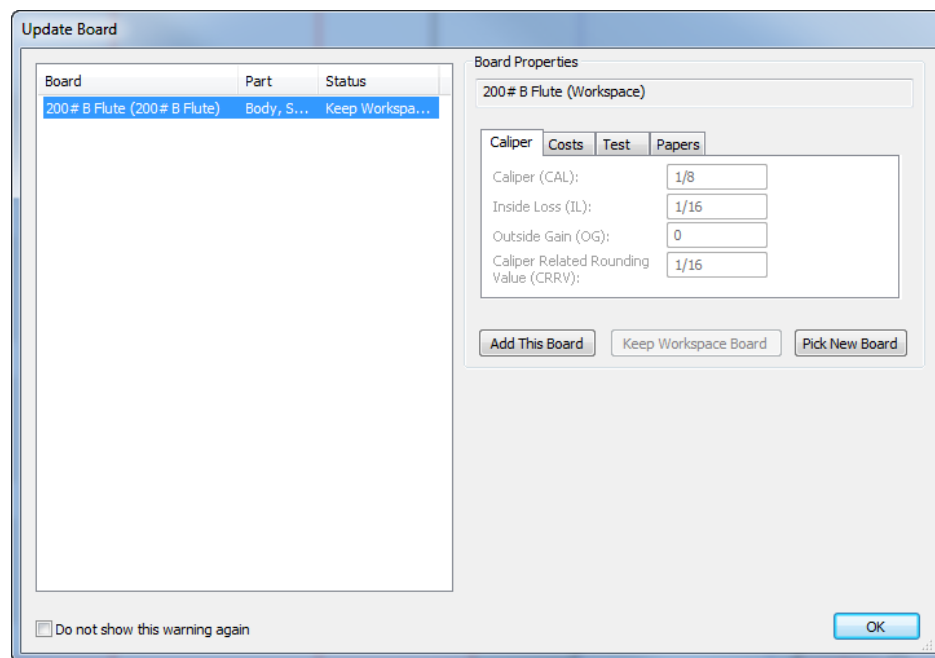 Update Board
Board Part Status
200# B Flute (200# B Flute) Body, S... Keep Workspa...
Board Properties
200# B Flute (Workspace)
Caliper Costs Test Papers
Caliper (CAL): 1/8
Inside Loss (IL): 1/16
Outside Gain (OG): 0
Caliper Related Rounding
Value (CRRV): 1/16
Add This Board Keep Workspace Board Pick New Board
Do not show this warning again
OK